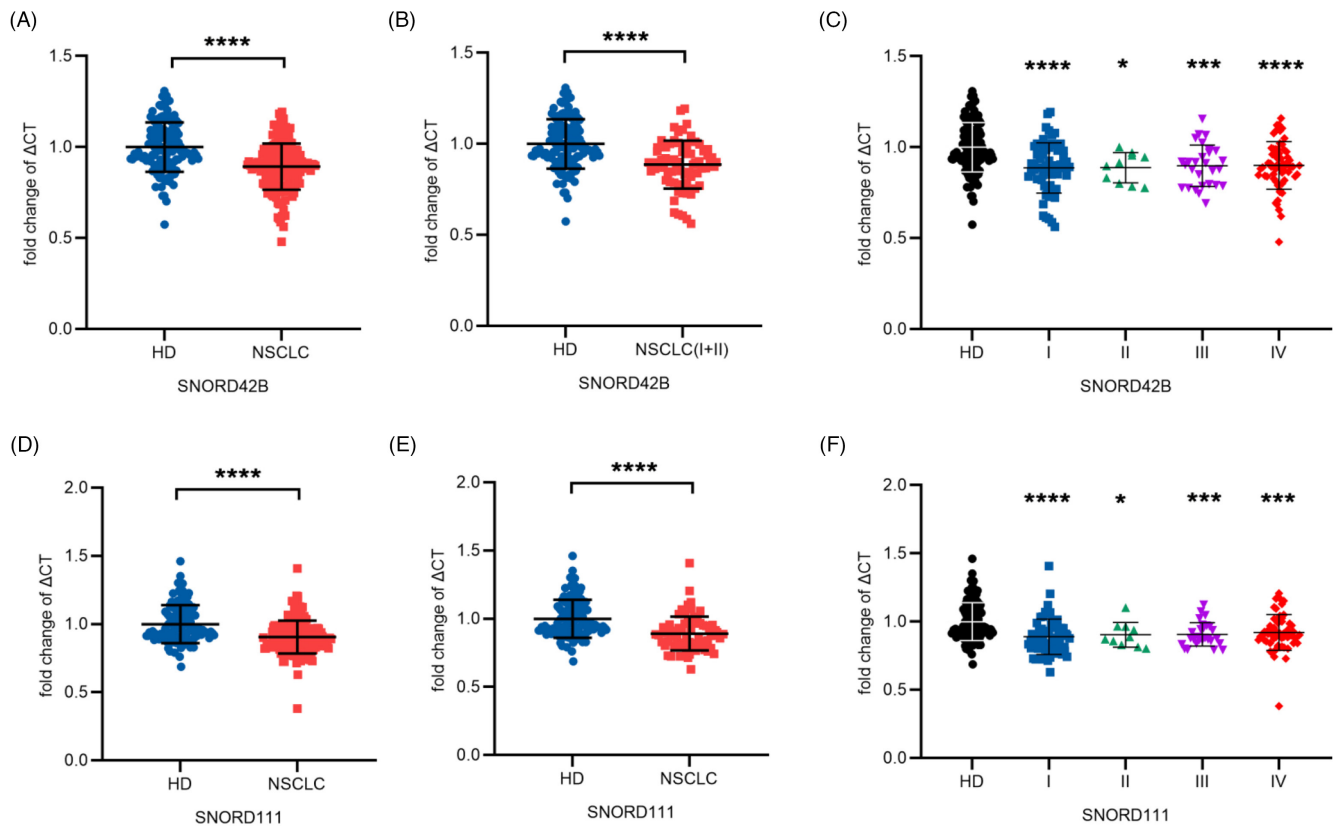 (A)
****
1.5
1.0
0.5
0.0
fold change of ΔCT
HD
NSCLC
SNORD42B
(B)
****
1.5
1.0
0.5
0.0
fold change of ΔCT
HD
NSCLC(I+II)
SNORD42B
(C)
**** * *** ****
1.5
1.0
0.5
0.0
fold change of ΔCT
HD
I
II
III
IV
SNORD42B
(D)
****
2.0
1.5
1.0
0.5
0.0
fold change of ΔCT
HD
NSCLC
SNORD111
(E)
****
2.0
1.5
1.0
0.5
0.0
fold change of ΔCT
HD
NSCLC
SNORD111
(F)
**** * *** ***
2.0
1.5
1.0
0.5
0.0
fold change of ΔCT
HD
I
II
III
IV
SNORD111